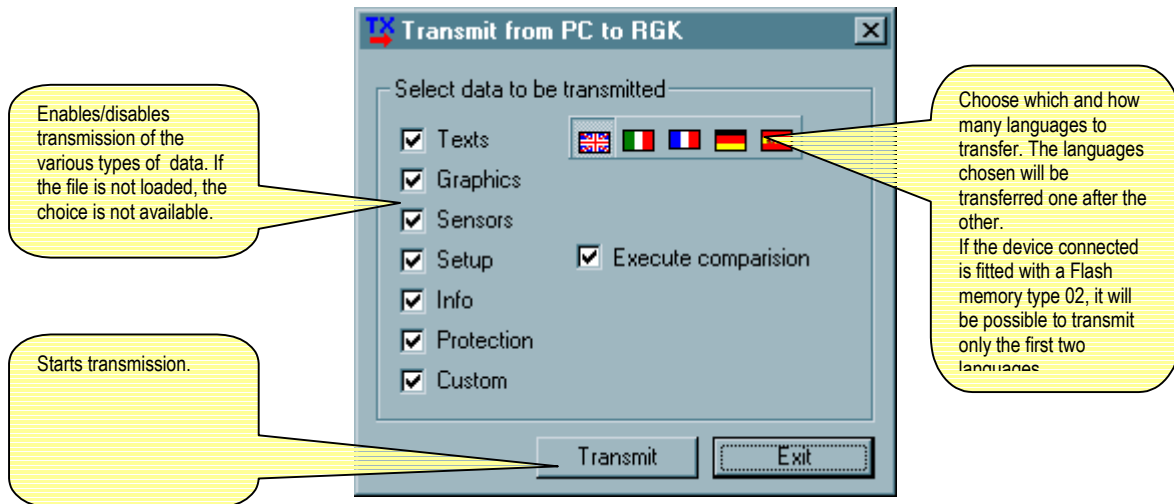 TX Transmit from PC to RGK
Select data to be transmitted
Texts
Graphics
Sensors
Setup
Execute comparision
Info
Protection
Custom
Transmit
Exit
Enables/disables
transmission of the
various types of data. If
the file is not loaded, the
choice is not available.
Starts transmission.
Choose which and how
many languages to
transfer. The languages
chosen will be
transferred one after the
other.
If the device connected
is fitted with a Flash
memory type 02, it will
be possible to transmit
only the first two
languages